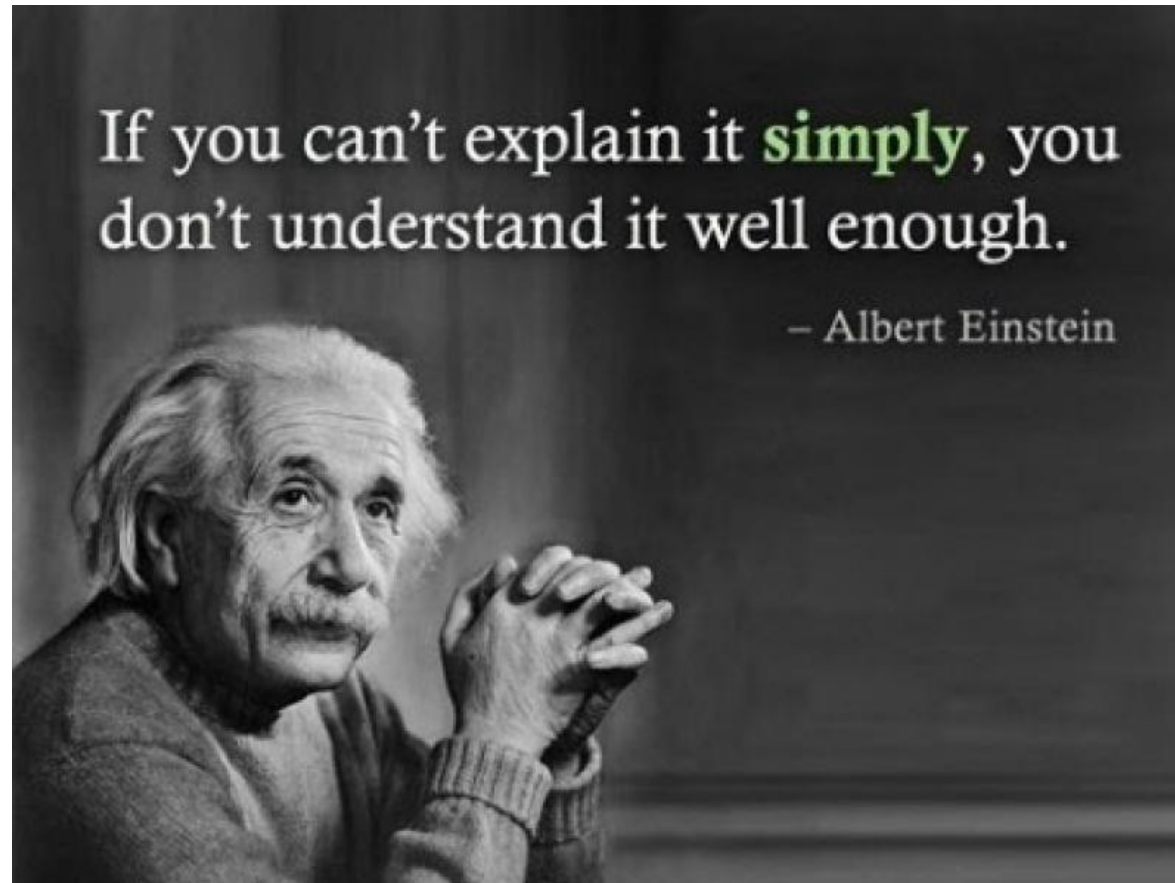 If you can’t explain it simply, you
don’t understand it well enough.
– Albert Einstein